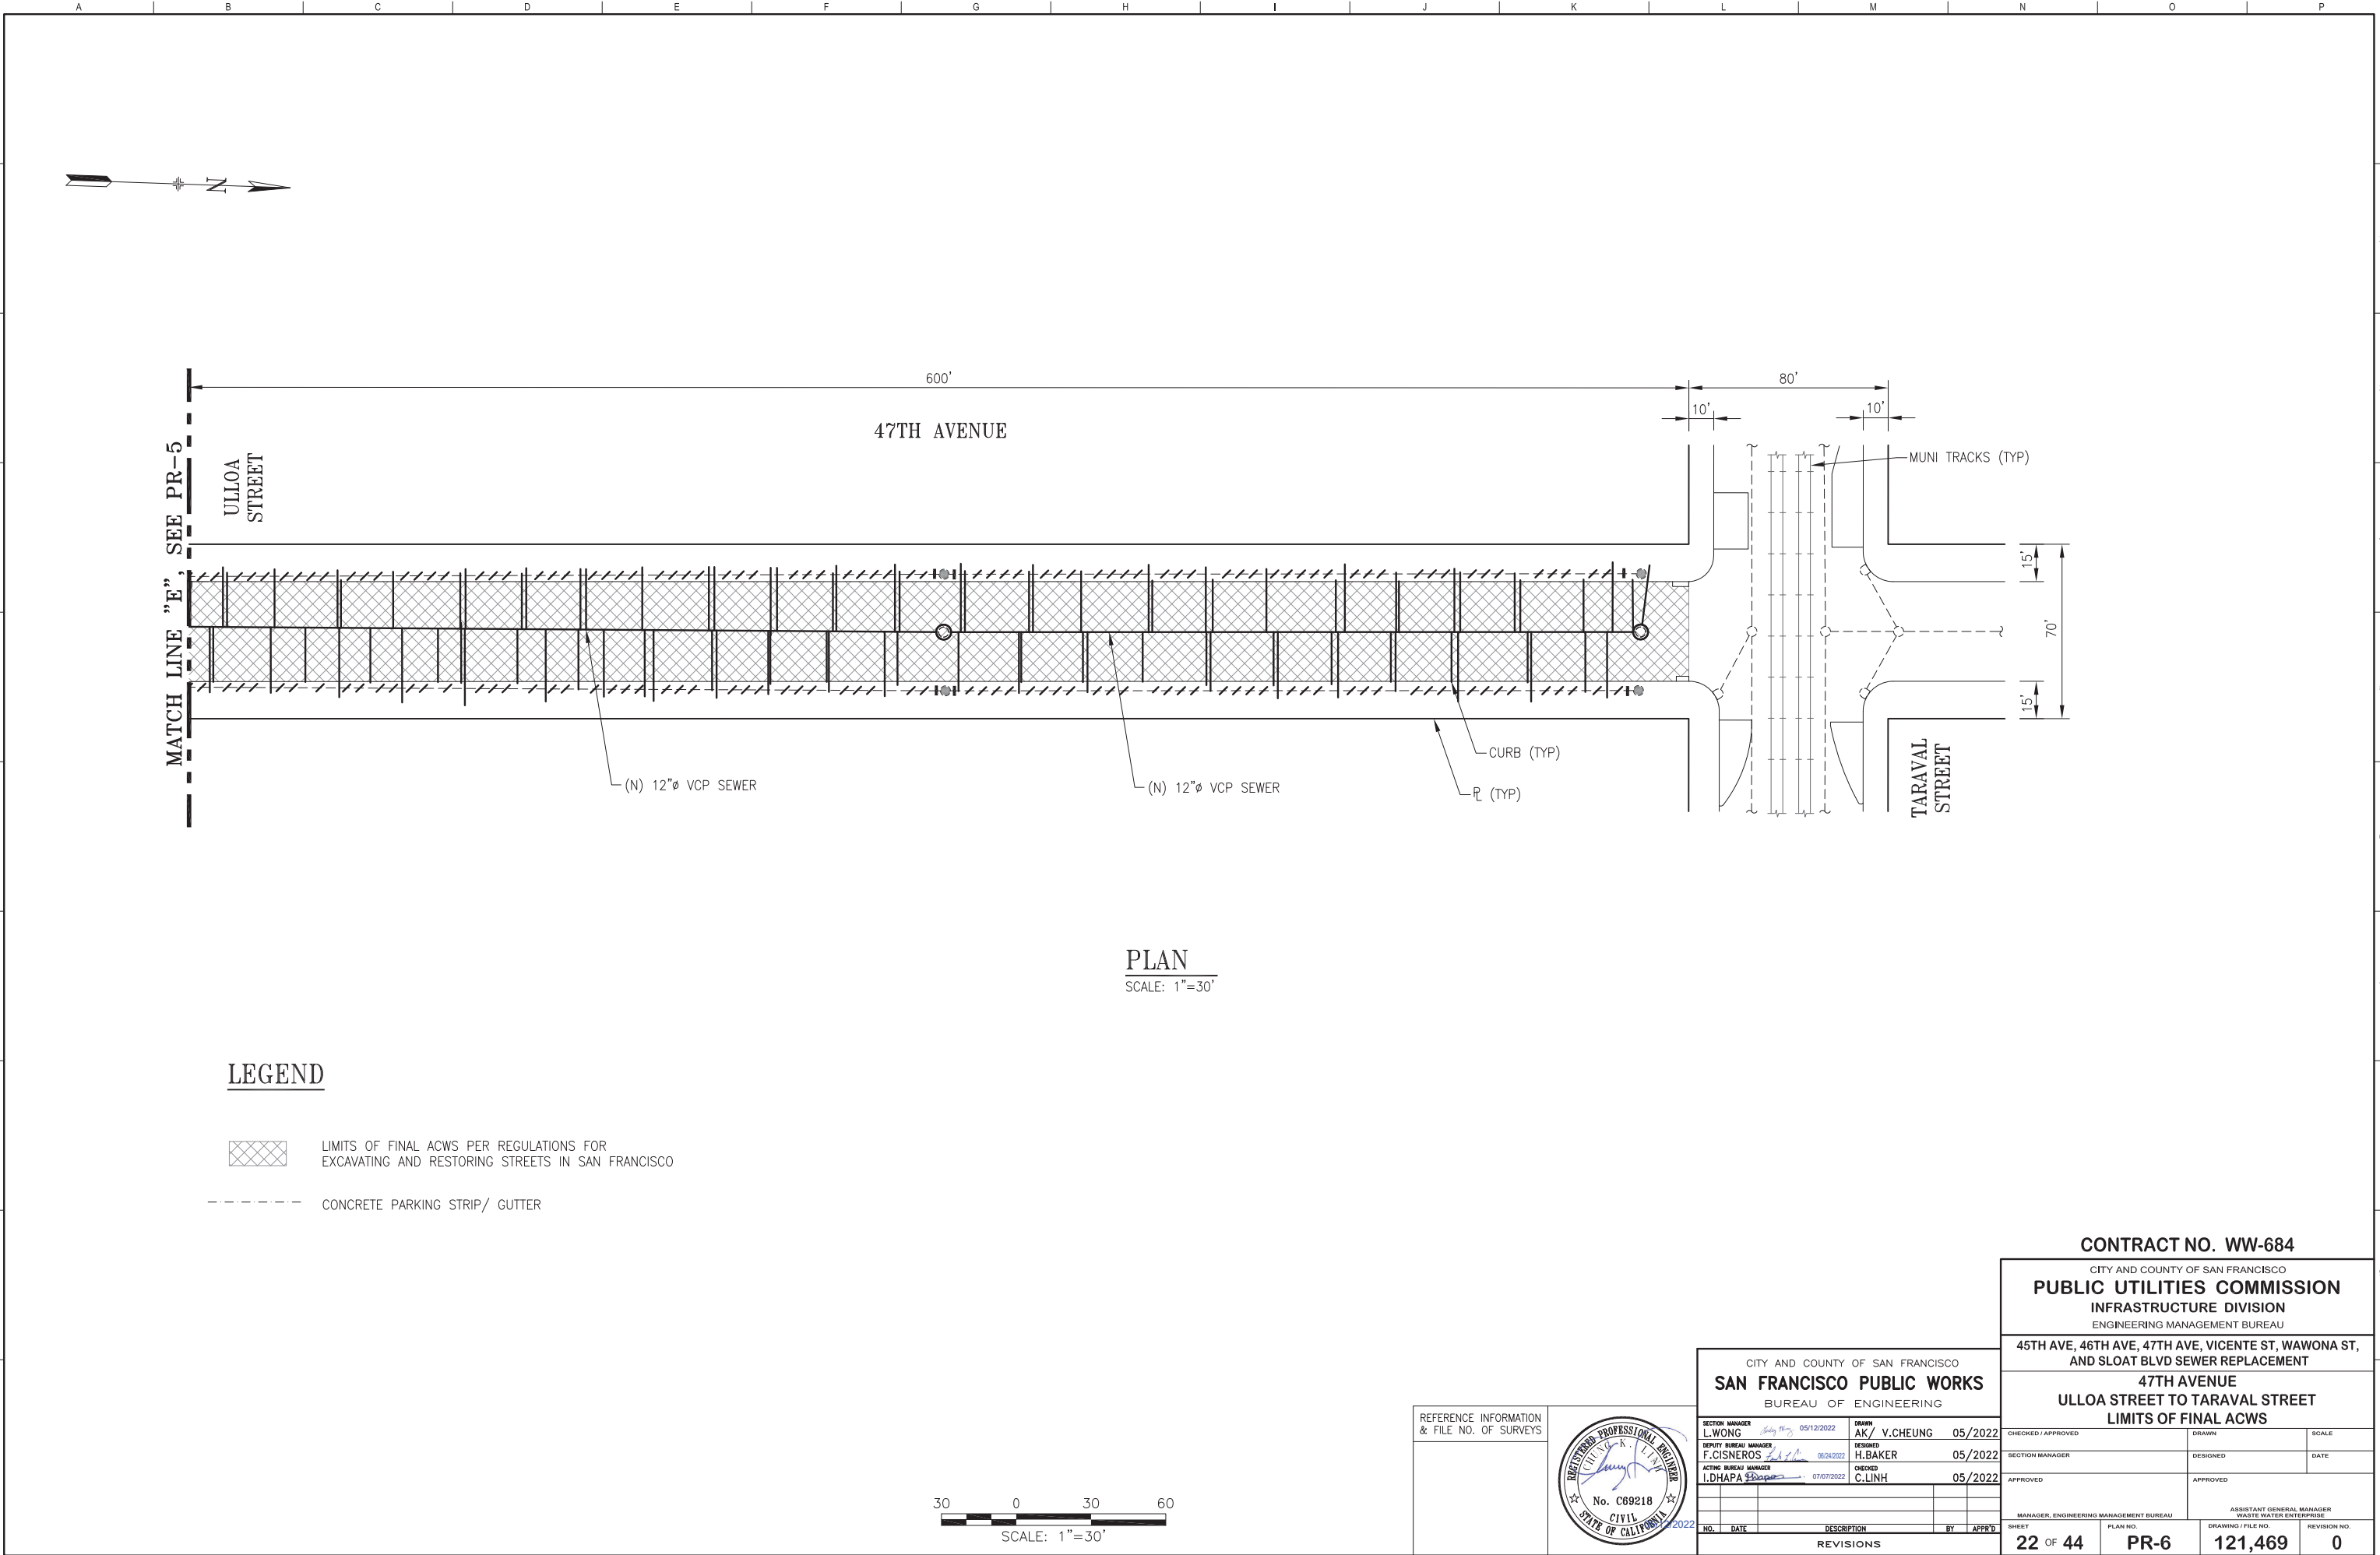 A B C D E F G H I J K L M N O P
N
600'
80'
10'
10'
47TH AVENUE
MATCH LINE "E", SEE PR-5
ULLOA
STREET
MUNI TRACKS (TYP)
15'
70'
15'
CURB (TYP)
(N) 12"ø VCP SEWER
(N) 12"ø VCP SEWER
℄ (TYP)
TARAVAL
STREET
PLAN
SCALE: 1"=30'
LEGEND
LIMITS OF FINAL ACWS PER REGULATIONS FOR
EXCAVATING AND RESTORING STREETS IN SAN FRANCISCO
CONCRETE PARKING STRIP/ GUTTER
30 0 30 60
SCALE: 1"=30'
REFERENCE INFORMATION
& FILE NO. OF SURVEYS
REGISTERED PROFESSIONAL ENGINEER
CHUNG K. LIAH
No. C69218
CIVIL
STATE OF CALIFORNIA
CITY AND COUNTY OF SAN FRANCISCO
SAN FRANCISCO PUBLIC WORKS
BUREAU OF ENGINEERING
SECTION MANAGER
L.WONG 05/12/2022
DRAWN
AK/ V.CHEUNG 05/2022
DEPUTY BUREAU MANAGER
F.CISNEROS 06/24/2022
DESIGNED
H.BAKER 05/2022
ACTING BUREAU MANAGER
I.DHAPA 07/07/2022
CHECKED
C.LINH 05/2022
NO. DATE DESCRIPTION BY APPR'D
REVISIONS
CONTRACT NO. WW-684
CITY AND COUNTY OF SAN FRANCISCO
PUBLIC UTILITIES COMMISSION
INFRASTRUCTURE DIVISION
ENGINEERING MANAGEMENT BUREAU
45TH AVE, 46TH AVE, 47TH AVE, VICENTE ST, WAWONA ST,
AND SLOAT BLVD SEWER REPLACEMENT
47TH AVENUE
ULLOA STREET TO TARAVAL STREET
LIMITS OF FINAL ACWS
CHECKED / APPROVED DRAWN SCALE
SECTION MANAGER DESIGNED DATE
APPROVED APPROVED
MANAGER, ENGINEERING MANAGEMENT BUREAU
ASSISTANT GENERAL MANAGER
WASTE WATER ENTERPRISE
SHEET PLAN NO. DRAWING / FILE NO. REVISION NO.
22 OF 44 PR-6 121,469 0